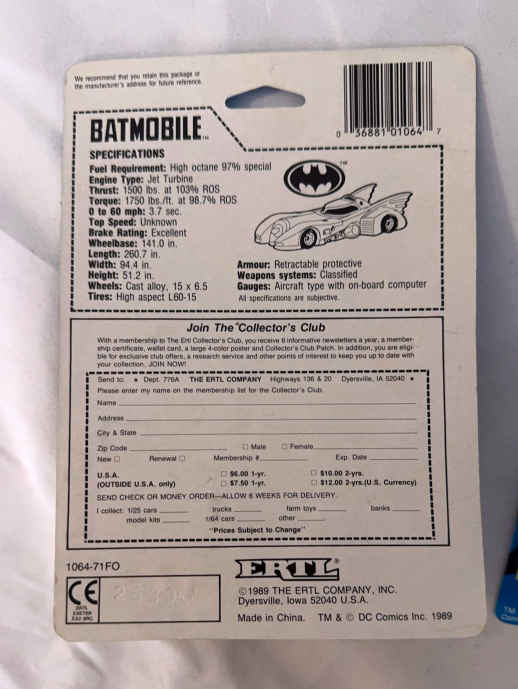 We recommend that you retain this package or
the manufacturer's address for future reference.
0 36881 01064 7
BATMOBILE™
SPECIFICATIONS
Fuel Requirement: High octane 97% special
Engine Type: Jet Turbine
Thrust: 1500 lbs. at 103% ROS
Torque: 1750 lbs./ft. at 98.7% ROS
0 to 60 mph: 3.7 sec.
Top Speed: Unknown
Brake Rating: Excellent
Wheelbase: 141.0 in.
Length: 260.7 in.
Width: 94.4 in.
Height: 51.2 in.
Wheels: Cast alloy, 15 x 6.5
Tires: High aspect L60-15
TM
Armour: Retractable protective
Weapons systems: Classified
Gauges: Aircraft type with on-board computer
All specifications are subjective.
Join The Collector's Club
With a membership to The Ertl Collector's Club, you receive 6 informative newsletters a year, a member-
ship certificate, wallet card, a large 4-color poster and Collector's Club Patch. In addition, you are eligi-
ble for exclusive club offers, a research service and other points of interest to keep you up to date with
your collection. JOIN NOW!
Send to: • Dept. 776A THE ERTL COMPANY Highways 136 & 20 Dyersville, IA 52040 •
Please enter my name on the membership list for the Collector's Club.
Name
Address
City & State
Zip Code □ Male □ Female
New □ Renewal □ Membership # Exp. Date
U.S.A. □ $6.00 1-yr. □ $10.00 2-yrs.
(OUTSIDE U.S.A. only) □ $7.50 1-yr. □ $12.00 2-yrs.(U.S. Currency)
SEND CHECK OR MONEY ORDER—ALLOW 6 WEEKS FOR DELIVERY.
I collect: 1/25 cars trucks farm toys banks
model kits 1/64 cars other
"Prices Subject to Change"
1064-71FO
CE
ERTL®
©1989 THE ERTL COMPANY, INC.
Dyersville, Iowa 52040 U.S.A.
Made in China. TM & © DC Comics Inc. 1989
TM